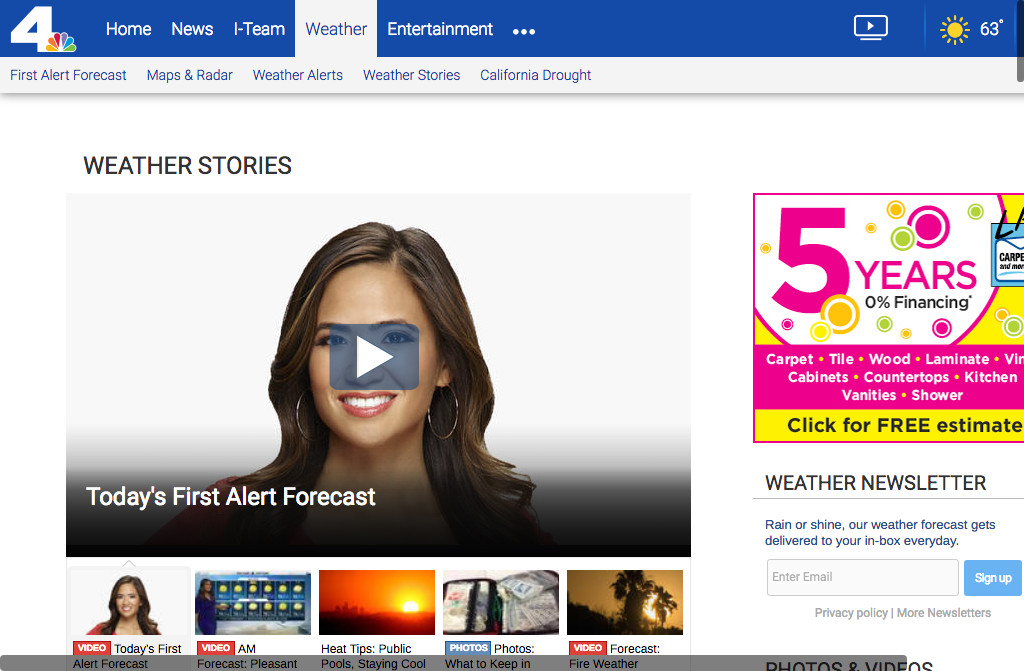 4
Home News I-Team Weather Entertainment ••• 63°
First Alert Forecast Maps & Radar Weather Alerts Weather Stories California Drought
WEATHER STORIES
Today's First Alert Forecast
VIDEO Today's First
Alert Forecast
VIDEO AM
Forecast: Pleasant
Heat Tips: Public
Pools, Staying Cool
PHOTOS Photos:
What to Keep in
VIDEO Forecast:
Fire Weather
5
YEARS
0% Financing*
LA
CARPE
and mor
Carpet • Tile • Wood • Laminate • Vin
Cabinets • Countertops • Kitchen
Vanities • Shower
Click for FREE estimate
WEATHER NEWSLETTER
Rain or shine, our weather forecast gets
delivered to your in-box everyday.
Enter Email Sign up
Privacy policy | More Newsletters
PHOTOS & VIDEOS